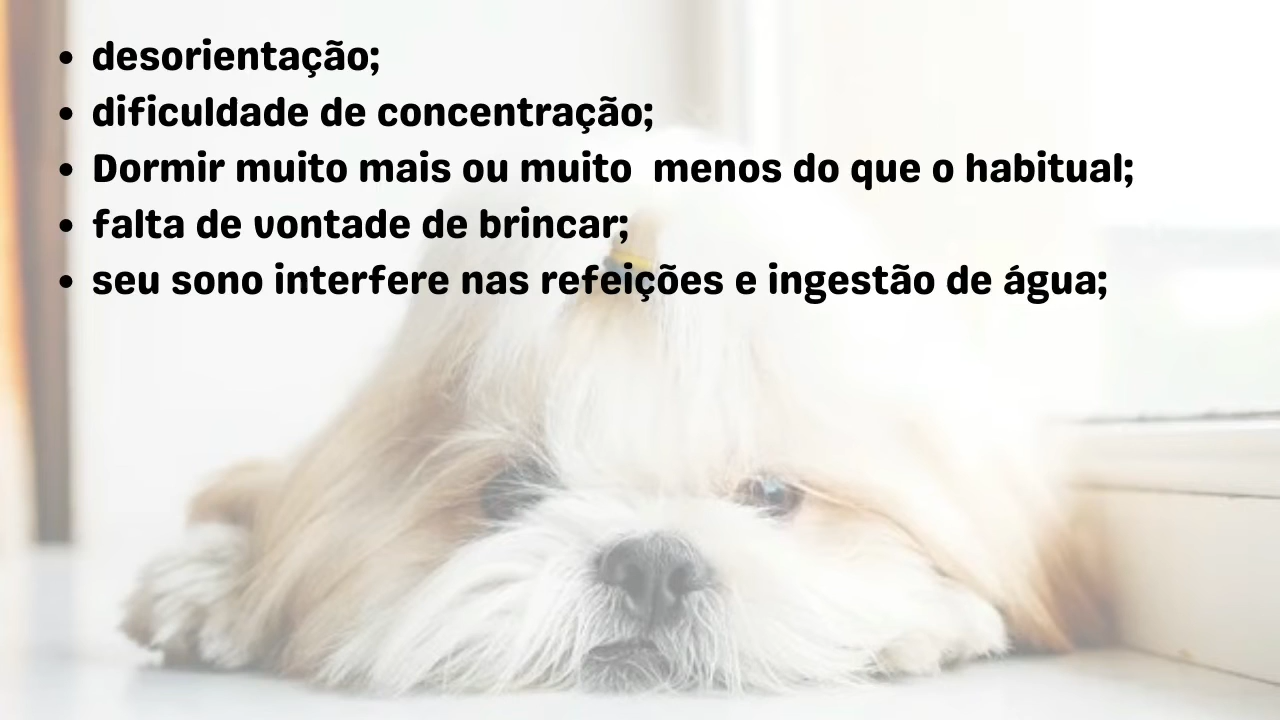 • desorientação;
• dificuldade de concentração;
• Dormir muito mais ou muito  menos do que o habitual;
• falta de vontade de brincar;
• seu sono interfere nas refeições e ingestão de água;